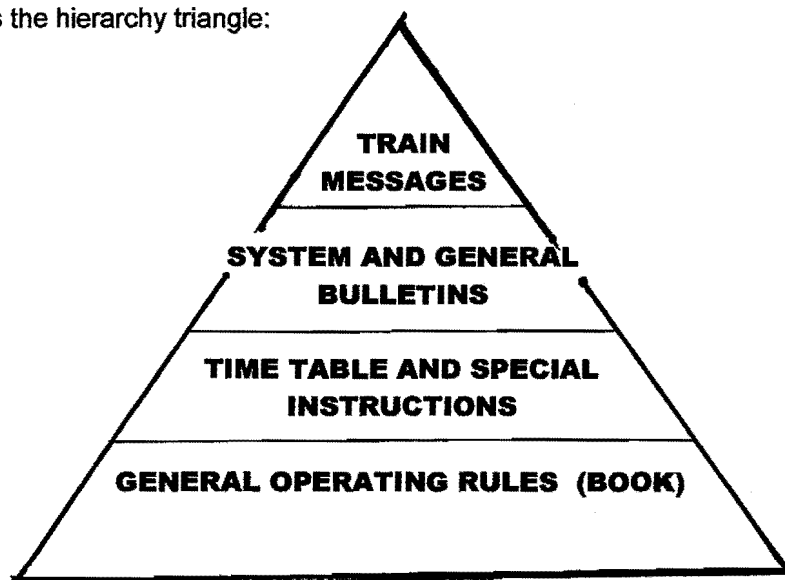 s the hierarchy triangle:
TRAIN
MESSAGES
SYSTEM AND GENERAL
BULLETINS
TIME TABLE AND SPECIAL
INSTRUCTIONS
GENERAL OPERATING RULES (BOOK)